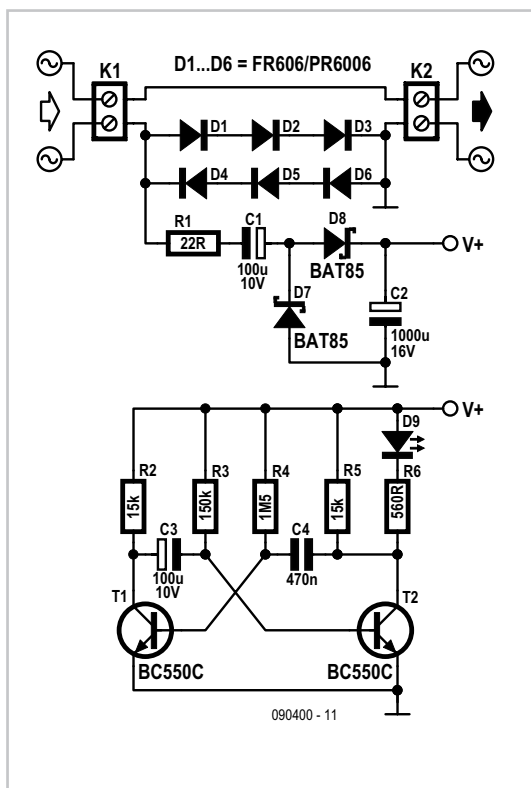 K1
D1...D6 = FR606/PR6006
K2
D1
D2
D3
D4
D5
D6
R1
22R
C1
100u
10V
D8
BAT85
V+
D7
BAT85
C2
1000u
16V
V+
D9
R2
15k
R3
150k
R4
1M5
R5
15k
R6
560R
C3
100u
10V
C4
470n
T1
BC550C
T2
BC550C
090400 - 11